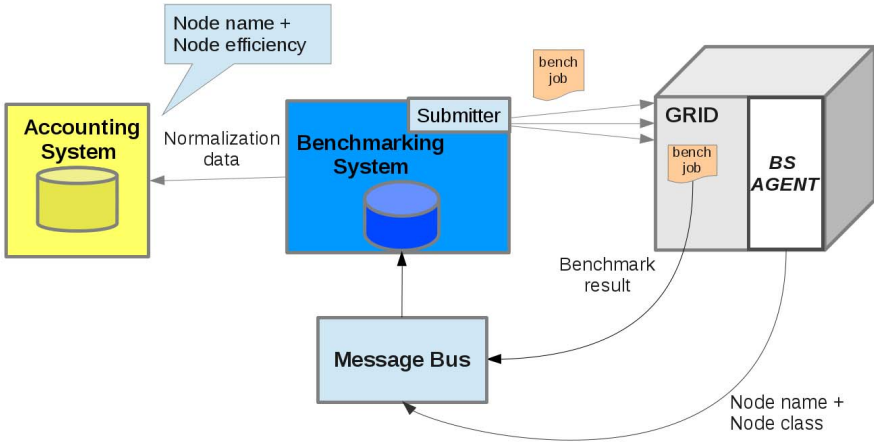 Node name +
Node efficiency
bench
job
Accounting
System
Normalization
data
Submitter
Benchmarking
System
GRID
bench
job
BS
AGENT
Benchmark
result
Message Bus
Node name +
Node class